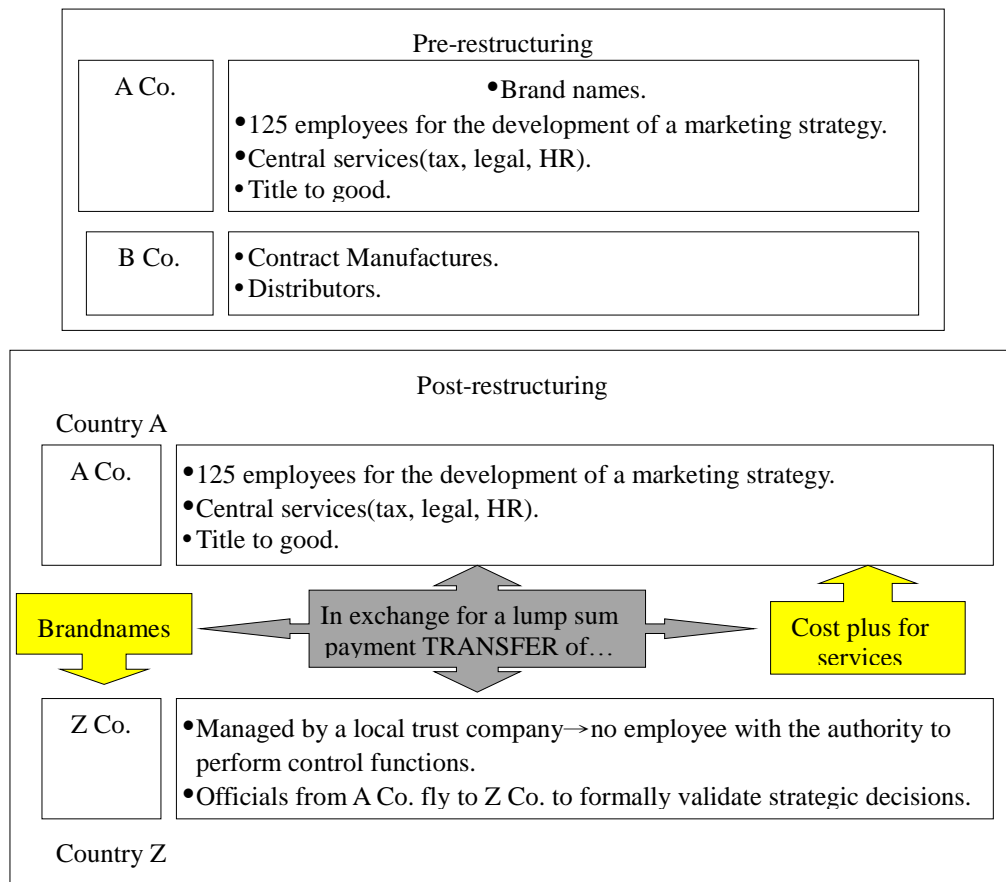 Pre-restructuring
A Co.
•Brand names.
•125 employees for the development of a marketing strategy.
•Central services(tax, legal, HR).
•Title to good.
B Co.
•Contract Manufactures.
•Distributors.
Post-restructuring
Country A
A Co.
•125 employees for the development of a marketing strategy.
•Central services(tax, legal, HR).
•Title to good.
Brandnames
In exchange for a lump sum
payment TRANSFER of…
Cost plus for
services
Z Co.
•Managed by a local trust company→no employee with the authority to
perform control functions.
•Officials from A Co. fly to Z Co. to formally validate strategic decisions.
Country Z